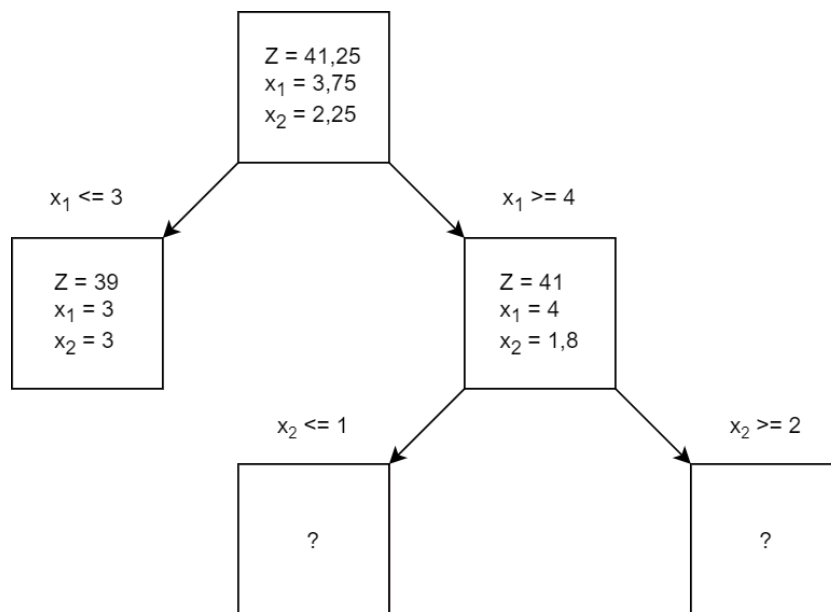 Z = 41,25
x₁ = 3,75
x₂ = 2,25
x₁ <= 3
x₁ >= 4
Z = 39
x₁ = 3
x₂ = 3
Z = 41
x₁ = 4
x₂ = 1,8
x₂ <= 1
x₂ >= 2
?
?